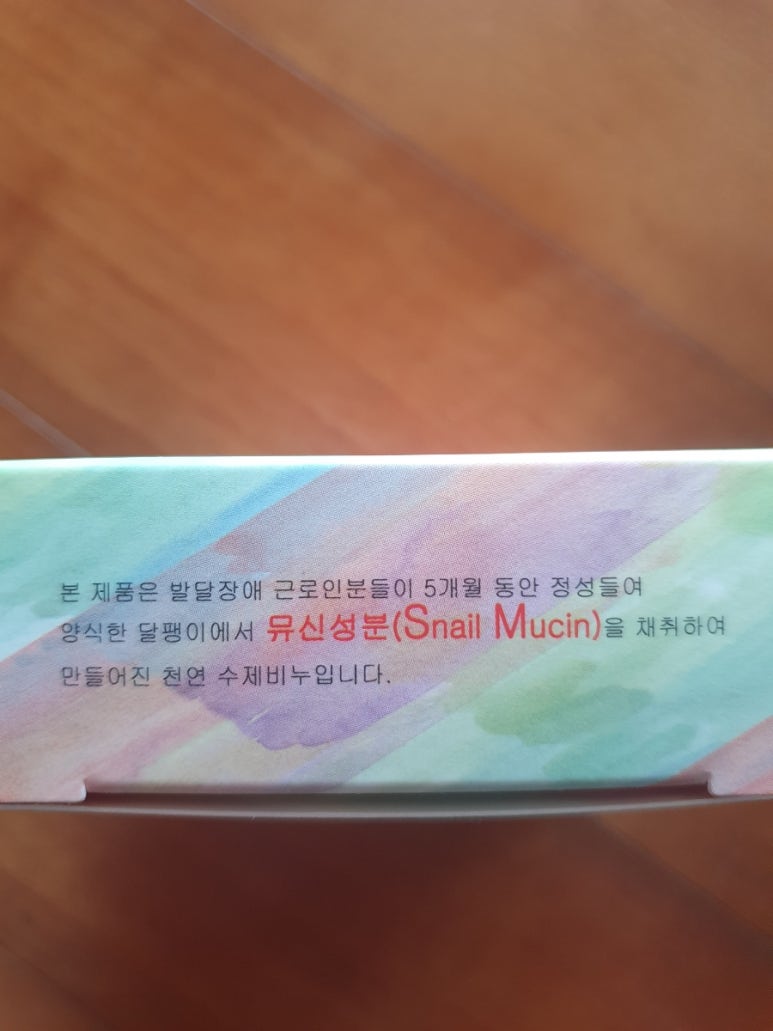 본 제품은 발달장애 근로인분들이 5개월 동안 정성들여
양식한 달팽이에서 뮤신성분(Snail Mucin)을 채취하여
만들어진 천연 수제비누입니다.